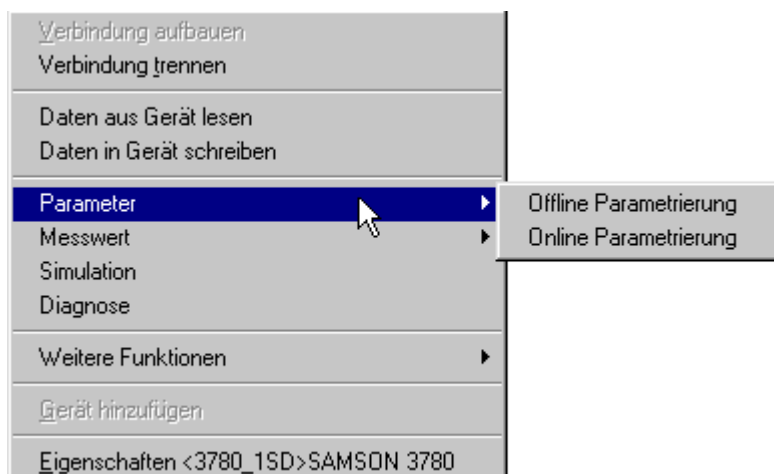 Verbindung aufbauen
Verbindung trennen
Daten aus Gerät lesen
Daten in Gerät schreiben
Parameter
Offline Parametrierung
Messwert
Online Parametrierung
Simulation
Diagnose
Weitere Funktionen
Gerät hinzufügen
Eigenschaften <3780_1SD>SAMSON 3780